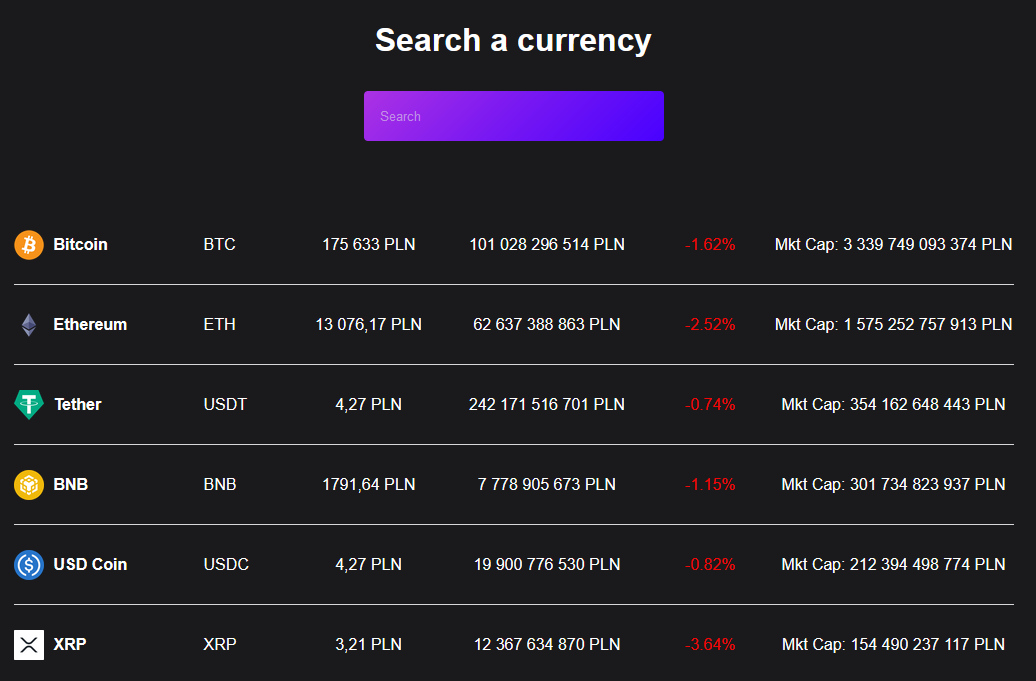 Search a currency
Search
Bitcoin BTC 175 633 PLN 101 028 296 514 PLN -1.62% Mkt Cap: 3 339 749 093 374 PLN
Ethereum ETH 13 076,17 PLN 62 637 388 863 PLN -2.52% Mkt Cap: 1 575 252 757 913 PLN
Tether USDT 4,27 PLN 242 171 516 701 PLN -0.74% Mkt Cap: 354 162 648 443 PLN
BNB BNB 1791,64 PLN 7 778 905 673 PLN -1.15% Mkt Cap: 301 734 823 937 PLN
USD Coin USDC 4,27 PLN 19 900 776 530 PLN -0.82% Mkt Cap: 212 394 498 774 PLN
XRP XRP 3,21 PLN 12 367 634 870 PLN -3.64% Mkt Cap: 154 490 237 117 PLN